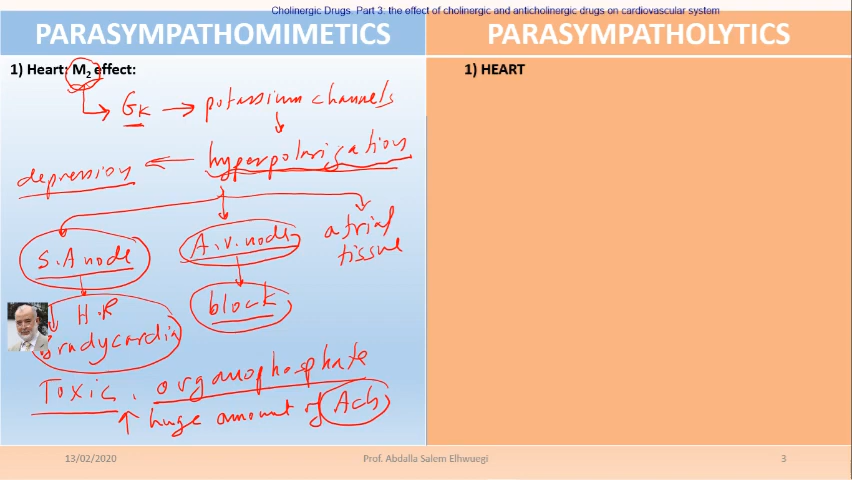 Cholinergic Drugs. Part 3: the effect of cholinergic and anticholinergic drugs on cardiovascular system
PARASYMPATHOMIMETICS
1) Heart: M2 effect:
GK → potassium channels
hyperpolarization
depression
S.A node
A.V. node
atrial
tissue
↓ H.R
Bradycardia
block
Toxic. organophosphate
↑ huge amount of Ach
PARASYMPATHOLYTICS
1) HEART
13/02/2020
Prof. Abdalla Salem Elhwuegi
3